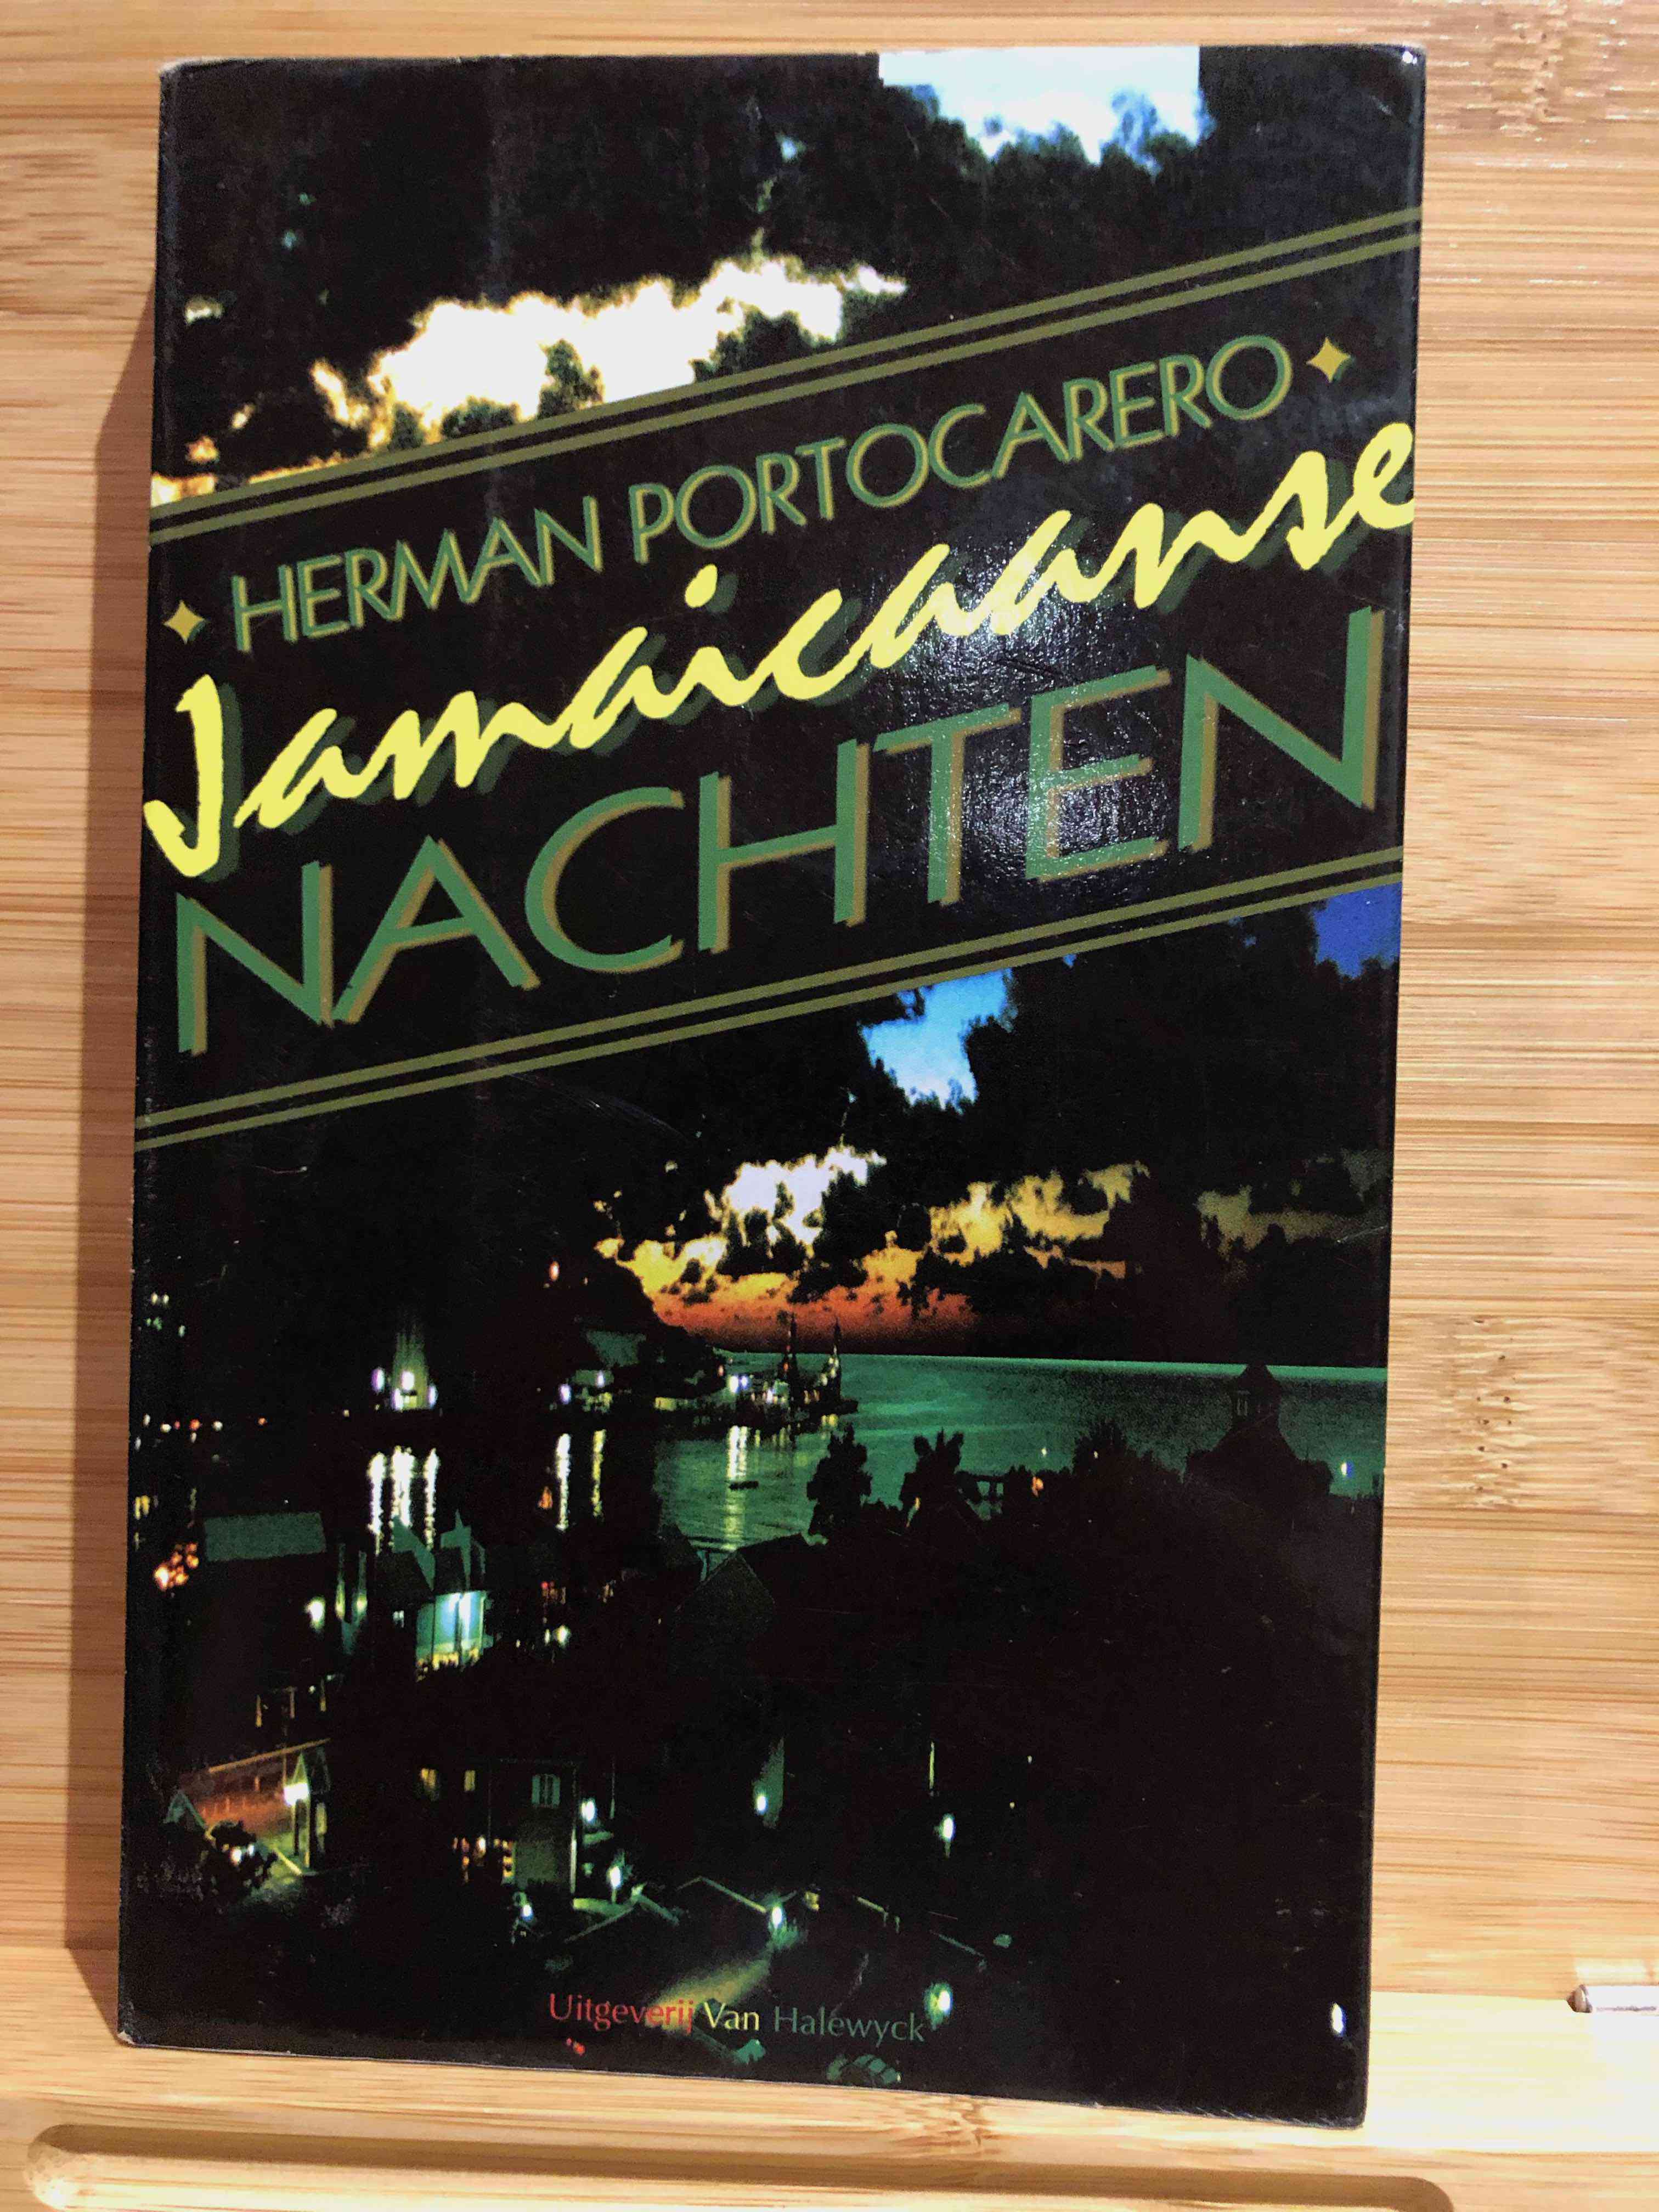 HERMAN PORTOCARERO
Jamaicaanse
NACHTEN
Uitgeverij Van Halewyck